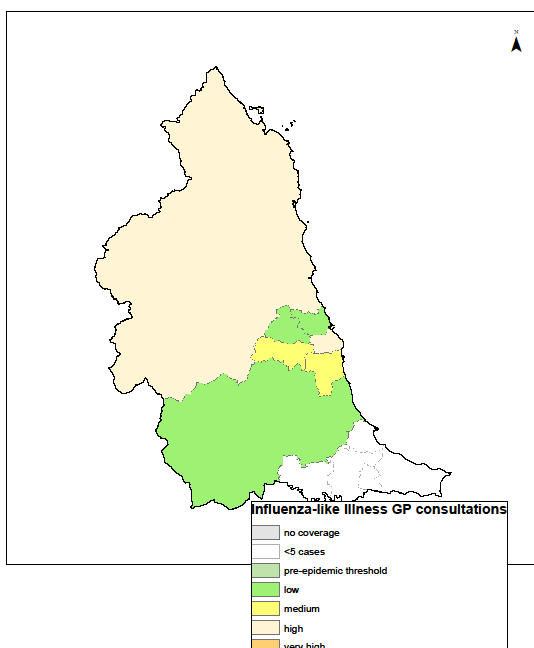 N
Influenza-like Illness GP consultations
no coverage
<5 cases
pre-epidemic threshold
low
medium
high
very high